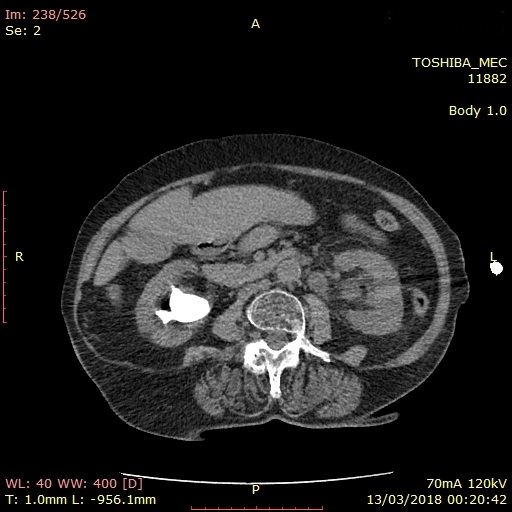 Im: 238/526
Se: 2
A
TOSHIBA_MEC
11882
Body 1.0
R
L
WL: 40 WW: 400 [D]
T: 1.0mm L: -956.1mm
P
70mA 120kV
13/03/2018 00:20:42